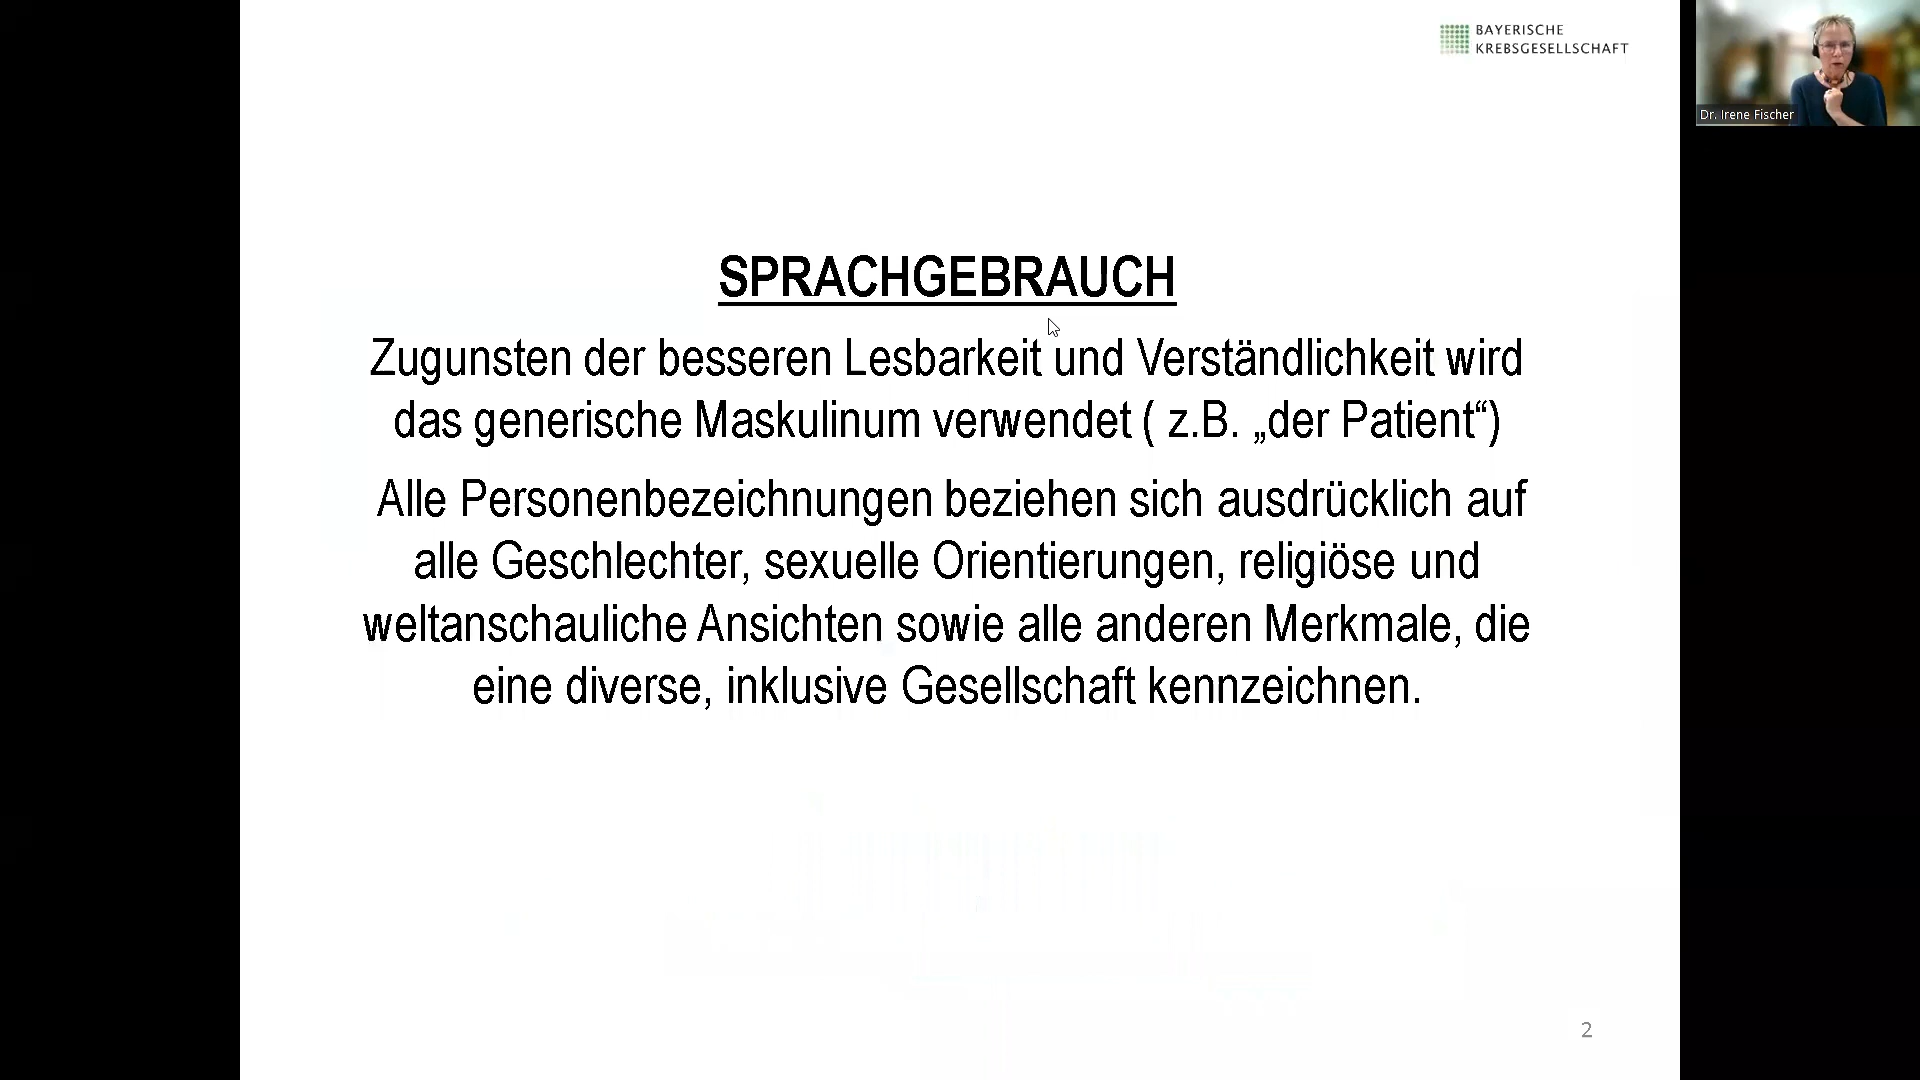 BAYERISCHE
KREBSGESELLSCHAFT
Dr. Irene Fischer
SPRACHGEBRAUCH
Zugunsten der besseren Lesbarkeit und Verständlichkeit wird
das generische Maskulinum verwendet ( z.B. „der Patient“)
Alle Personenbezeichnungen beziehen sich ausdrücklich auf
alle Geschlechter, sexuelle Orientierungen, religiöse und
weltanschauliche Ansichten sowie alle anderen Merkmale, die
eine diverse, inklusive Gesellschaft kennzeichnen.
2